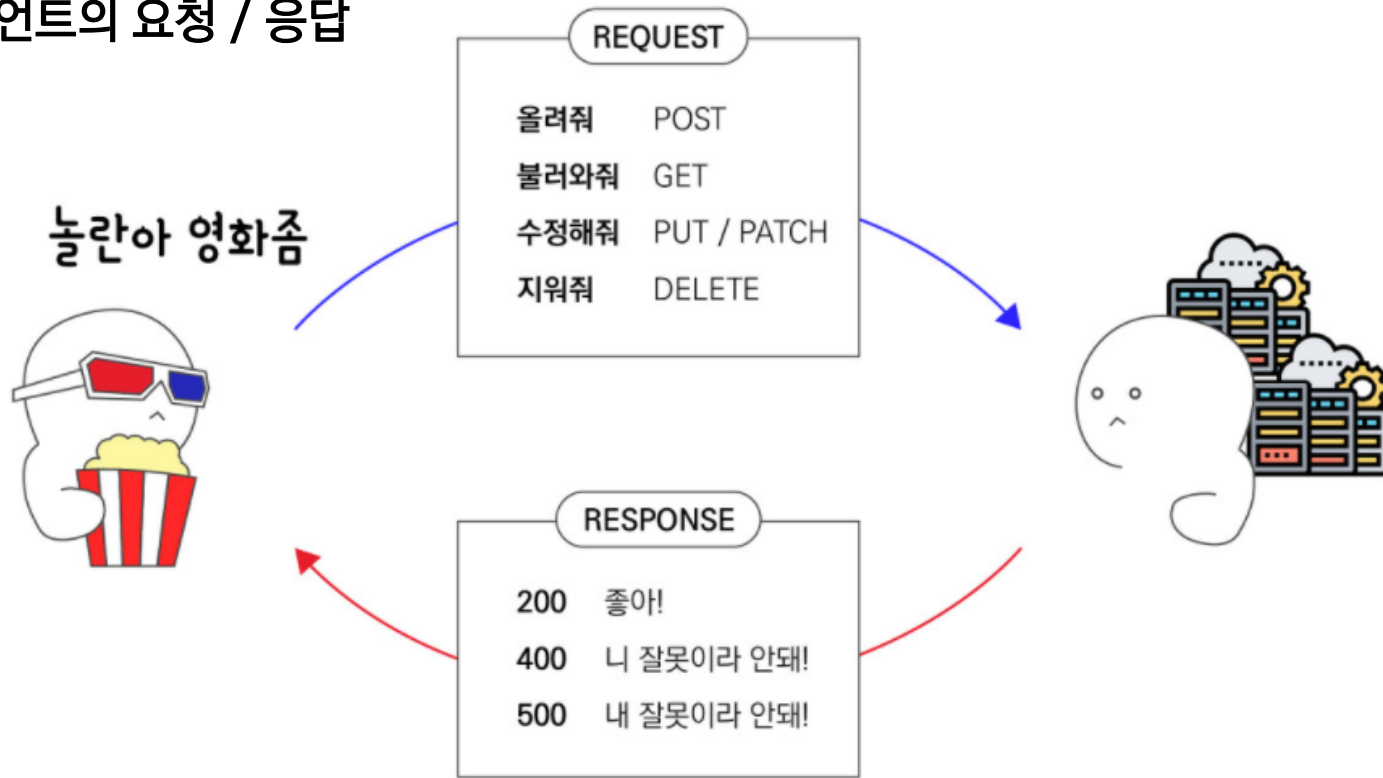 언트의 요청 / 응답
REQUEST
올려줘 POST
불러와줘 GET
수정해줘 PUT / PATCH
지워줘 DELETE
놀란아 영화좀
RESPONSE
200 좋아!
400 니 잘못이라 안돼!
500 내 잘못이라 안돼!